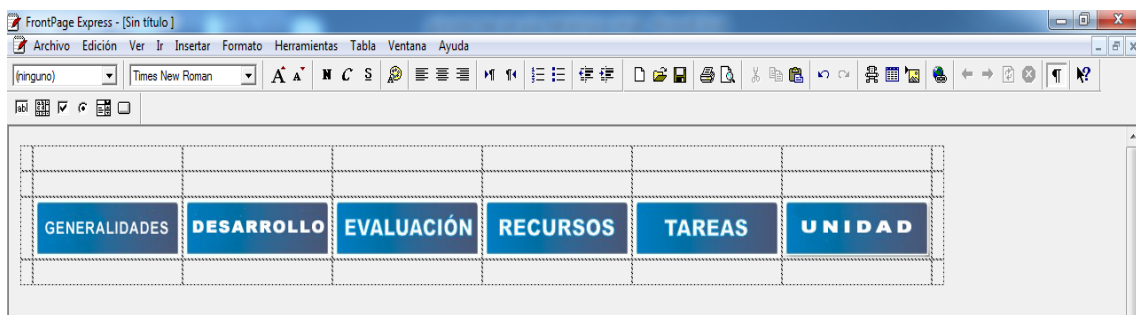 FrontPage Express - [Sin título ]
Archivo Edición Ver Ir Insertar Formato Herramientas Tabla Ventana Ayuda
(ninguno) Times New Roman A A N C S
abl
GENERALIDADES DESARROLLO EVALUACIÓN RECURSOS TAREAS UNIDAD